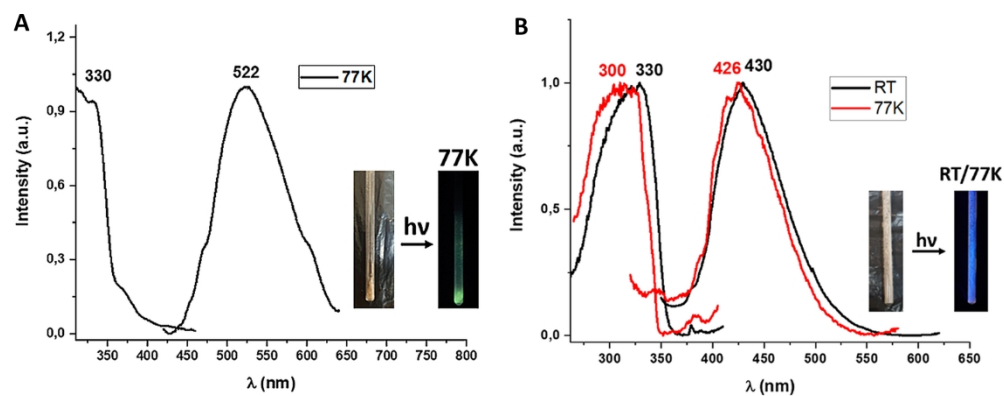 A
1,2
0,9
0,6
0,3
0,0
Intensity (a.u.)
330
522
77K
77K
hν
350 400 450 500 550 600 650 700 750 800
λ (nm)
B
1,0
0,5
0,0
Intensity (a.u.)
300 330
426 430
RT
77K
RT/77K
hν
300 350 400 450 500 550 600 650
λ (nm)